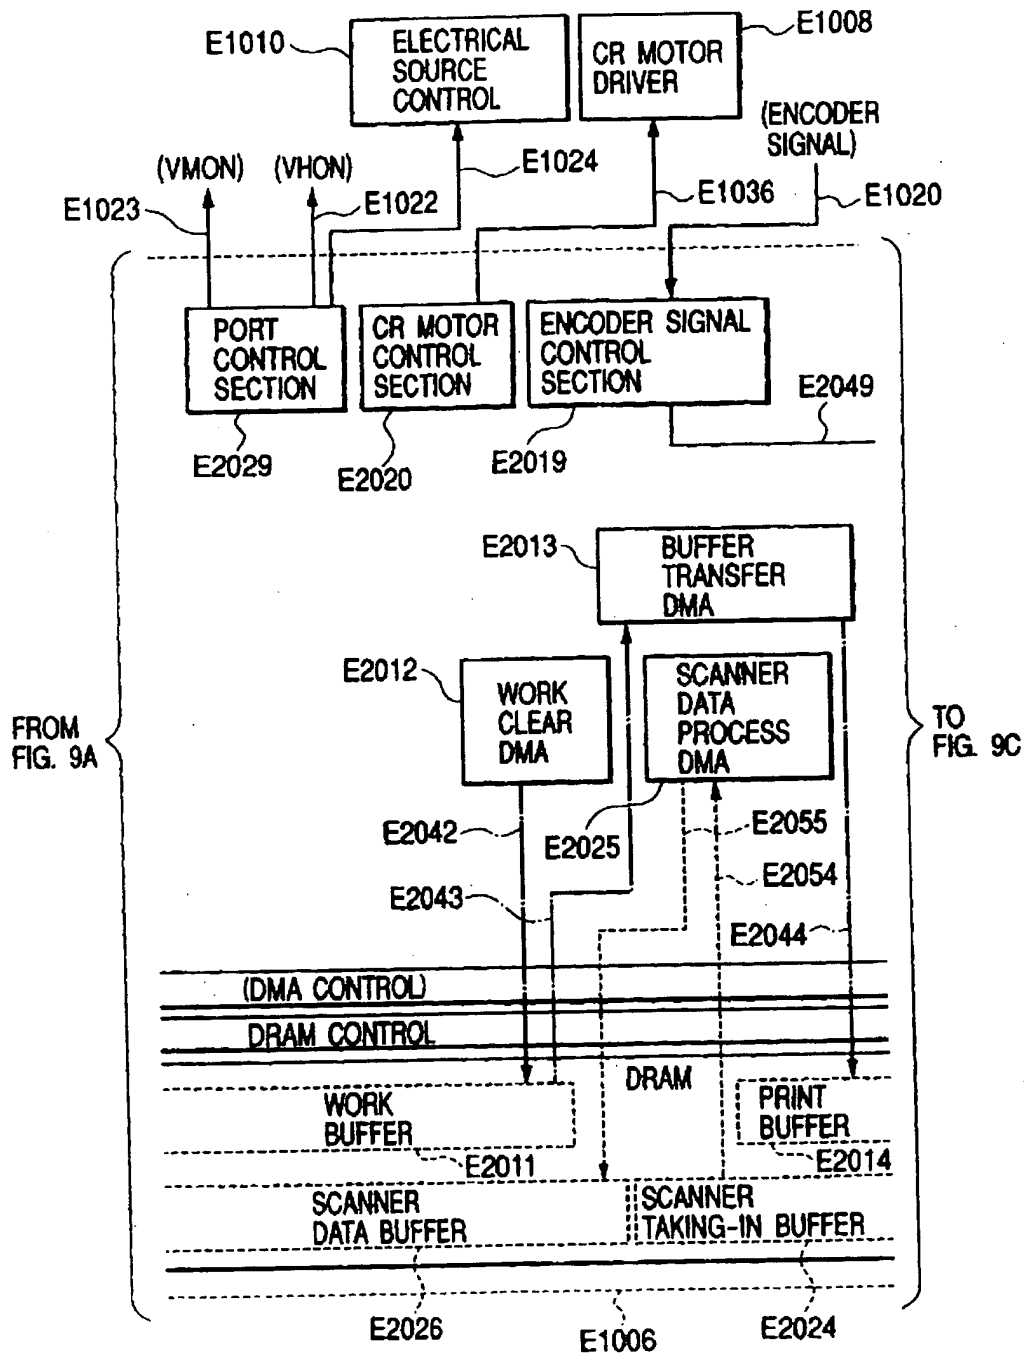 E1010
ELECTRICAL
SOURCE
CONTROL
CR MOTOR
DRIVER
E1008
(ENCODER
SIGNAL)
(VMON)
(VHON)
E1024
E1023
E1022
E1036
E1020
PORT
CONTROL
SECTION
CR MOTOR
CONTROL
SECTION
ENCODER SIGNAL
CONTROL
SECTION
E2049
E2029
E2020
E2019
E2013
BUFFER
TRANSFER
DMA
E2012
WORK
CLEAR
DMA
SCANNER
DATA
PROCESS
DMA
FROM
FIG. 9A
TO
FIG. 9C
E2042
E2025
E2055
E2054
E2043
E2044
(DMA CONTROL)
DRAM CONTROL
DRAM
WORK
BUFFER
PRINT
BUFFER
E2011
E2014
SCANNER
DATA BUFFER
SCANNER
TAKING-IN BUFFER
E2026
E1006
E2024